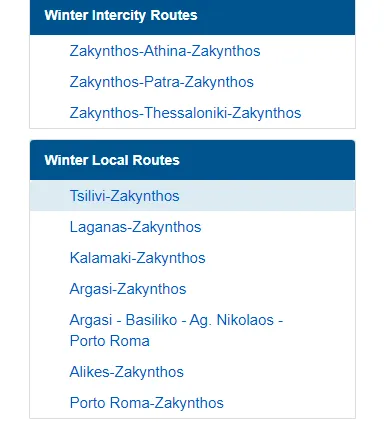 Winter Intercity Routes
Zakynthos-Athina-Zakynthos
Zakynthos-Patra-Zakynthos
Zakynthos-Thessaloniki-Zakynthos
Winter Local Routes
Tsilivi-Zakynthos
Laganas-Zakynthos
Kalamaki-Zakynthos
Argasi-Zakynthos
Argasi - Basiliko - Ag. Nikolaos -
Porto Roma
Alikes-Zakynthos
Porto Roma-Zakynthos